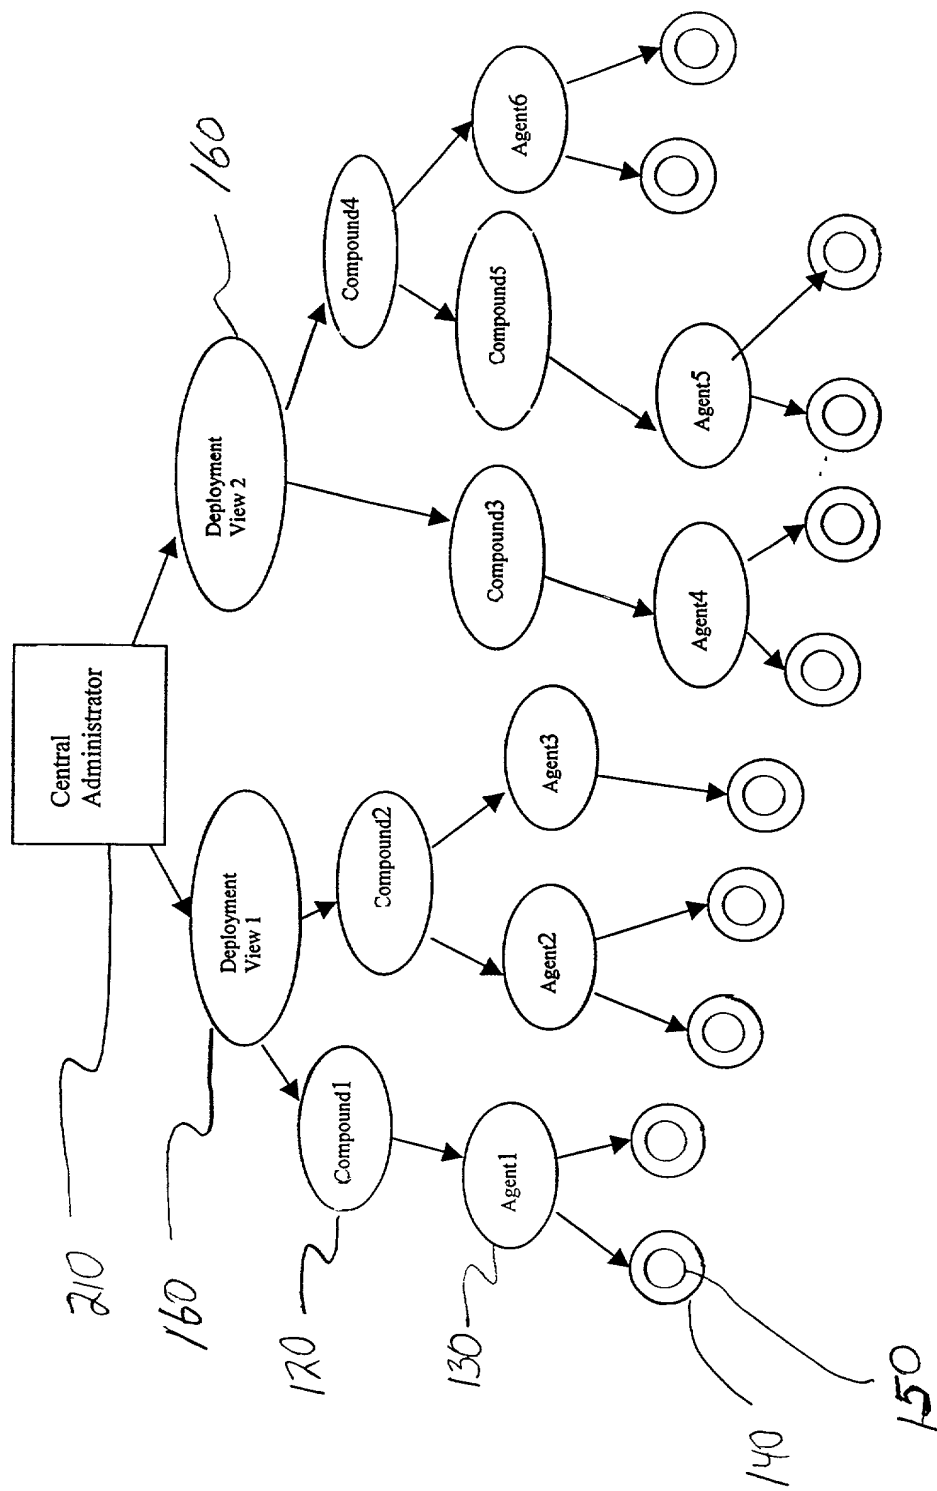 Central
Administrator
210
Deployment
View 1
160
Deployment
View 2
160
Compound1
120
Compound2
Compound3
Compound4
Compound5
Agent1
130
Agent2
Agent3
Agent4
Agent5
Agent6
140
150